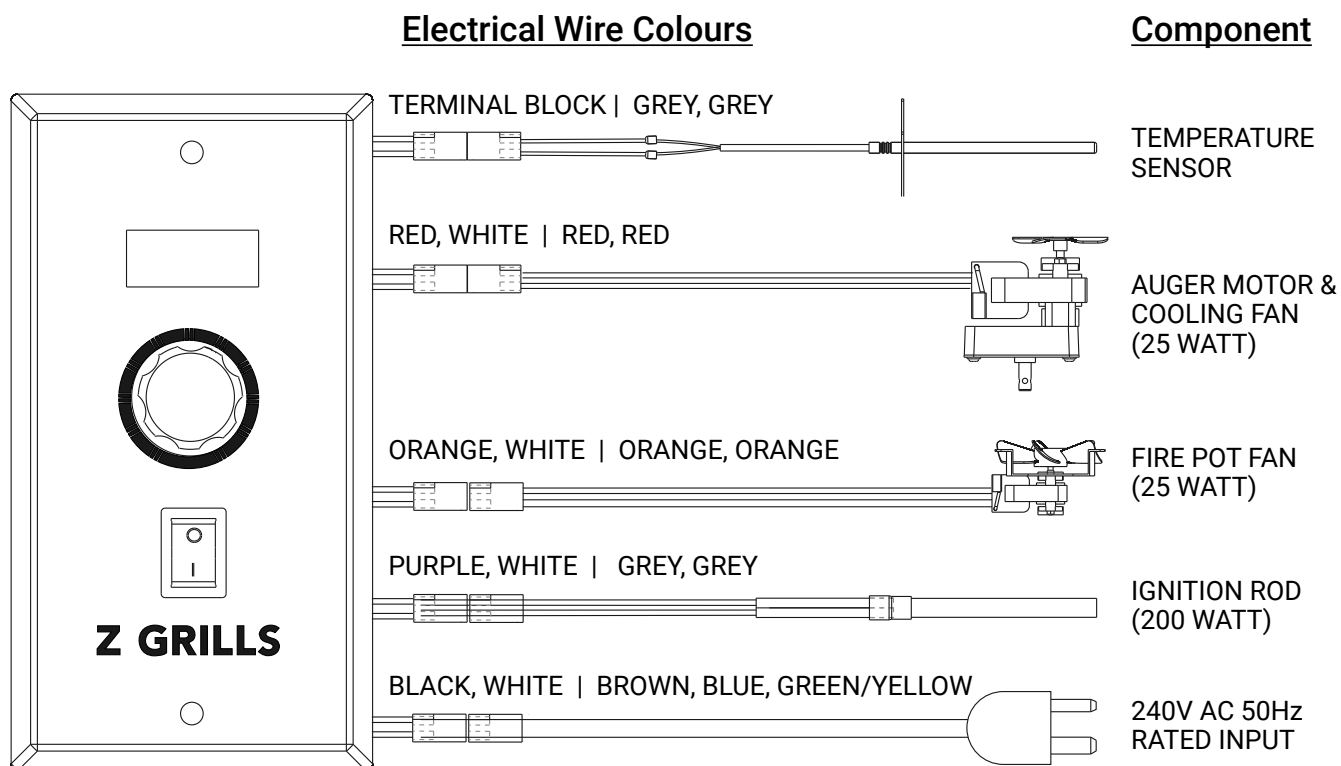 Electrical Wire Colours
Component
TERMINAL BLOCK | GREY, GREY
TEMPERATURE
SENSOR
RED, WHITE | RED, RED
AUGER MOTOR &
COOLING FAN
(25 WATT)
ORANGE, WHITE | ORANGE, ORANGE
FIRE POT FAN
(25 WATT)
PURPLE, WHITE | GREY, GREY
IGNITION ROD
(200 WATT)
Z GRILLS
BLACK, WHITE | BROWN, BLUE, GREEN/YELLOW
240V AC 50Hz
RATED INPUT